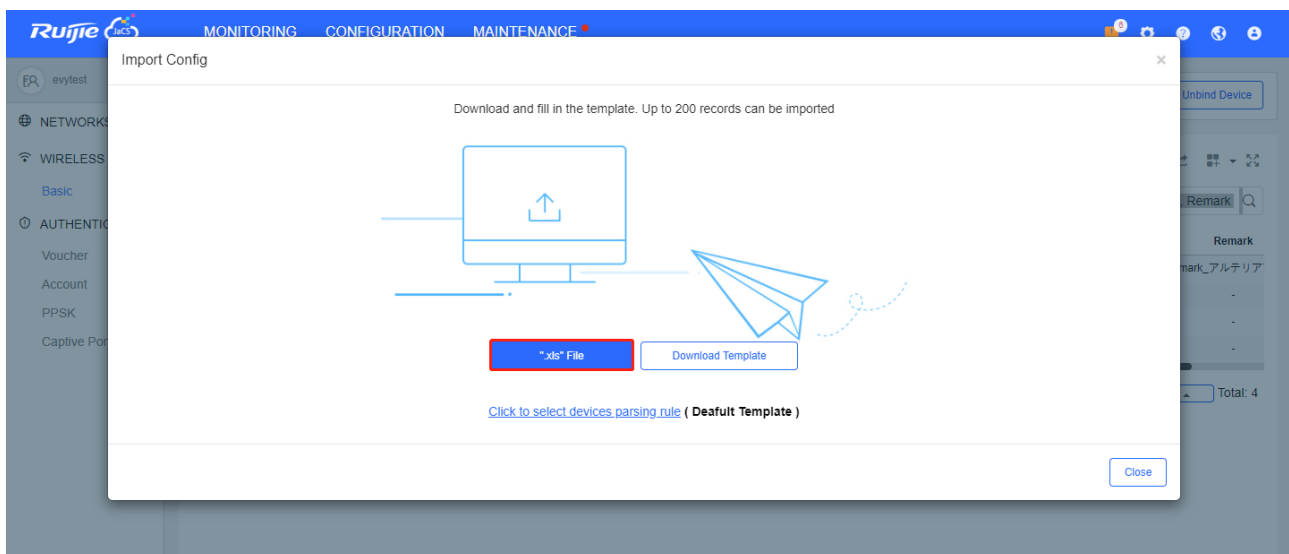 Ruijie JaCS MONITORING CONFIGURATION MAINTENANCE 6
Import Config ×
evytest
Unbind Device
Download and fill in the template. Up to 200 records can be imported
NETWORKS
WIRELESS
Basic
Remark
AUTHENTIC
Voucher
Remark
Account
mark_アルテリア
-
PPSK
-
Captive Por
-
".xls" File Download Template
Total: 4
Click to select devices parsing rule ( Deafult Template )
Close